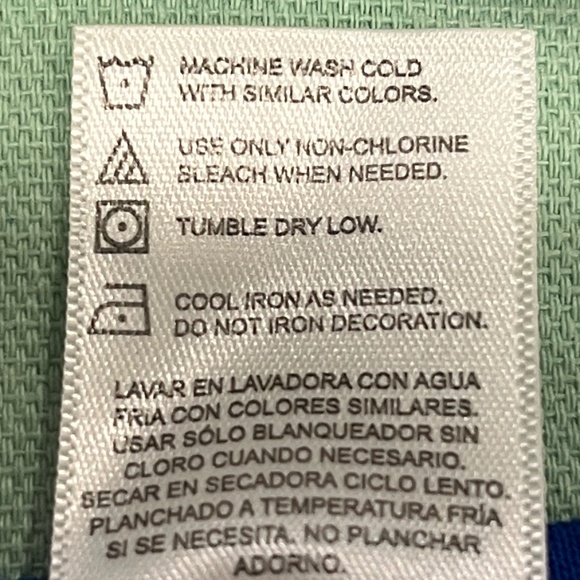 MACHINE WASH COLD
WITH SIMILAR COLORS.
USE ONLY NON-CHLORINE
BLEACH WHEN NEEDED.
TUMBLE DRY LOW.
COOL IRON AS NEEDED.
DO NOT IRON DECORATION.
LAVAR EN LAVADORA CON AGUA
FRIA CON COLORES SIMILARES.
USAR SÓLO BLANQUEADOR SIN
CLORO CUANDO NECESARIO.
SECAR EN SECADORA CICLO LENTO.
PLANCHADO A TEMPERATURA FRÍA
SI SE NECESITA. NO PLANCHAR
ADORNO.